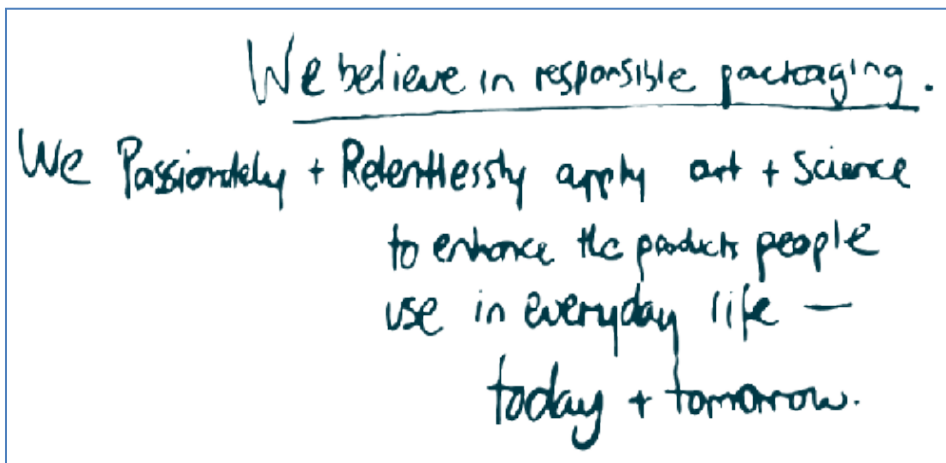 We believe in responsible packaging.
We Passionately + Relentlessly apply art + Science
to enhance the products people
use in everyday life —
today + tomorrow.